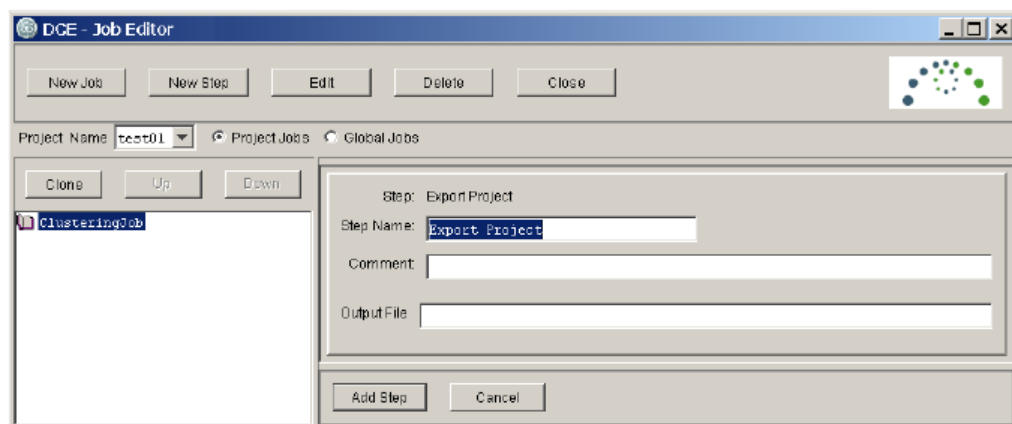 DCE - Job Editor
New Job New Step Edit Delete Close
Project Name test01 Project Jobs Global Jobs
Clone Up Down
ClusteringJob
Step: Export Project
Step Name: Export Project
Comment:
Output File
Add Step Cancel